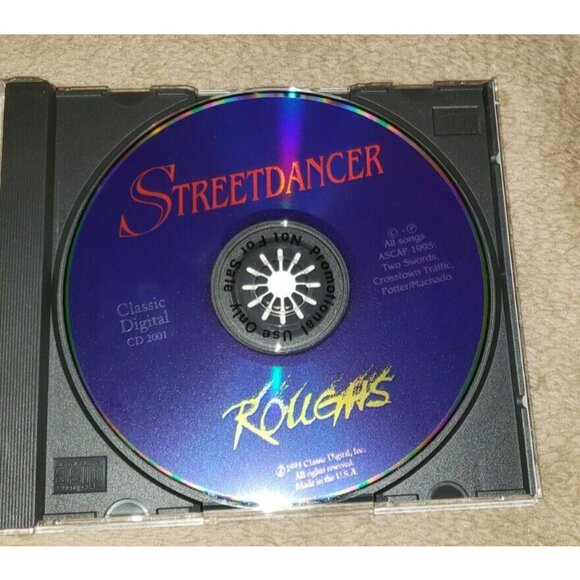 STREETDANCER
© - ℗
All songs
ASCAP 1995:
Two Swords,
Crosstown Traffic,
Potter/Machado
Promotional Use Only
Not For Sale
Classic
Digital
CD 2001
ROUGHS
℗ 1995 Classic Digital, Inc.
All rights reserved
Made in the U.S.A